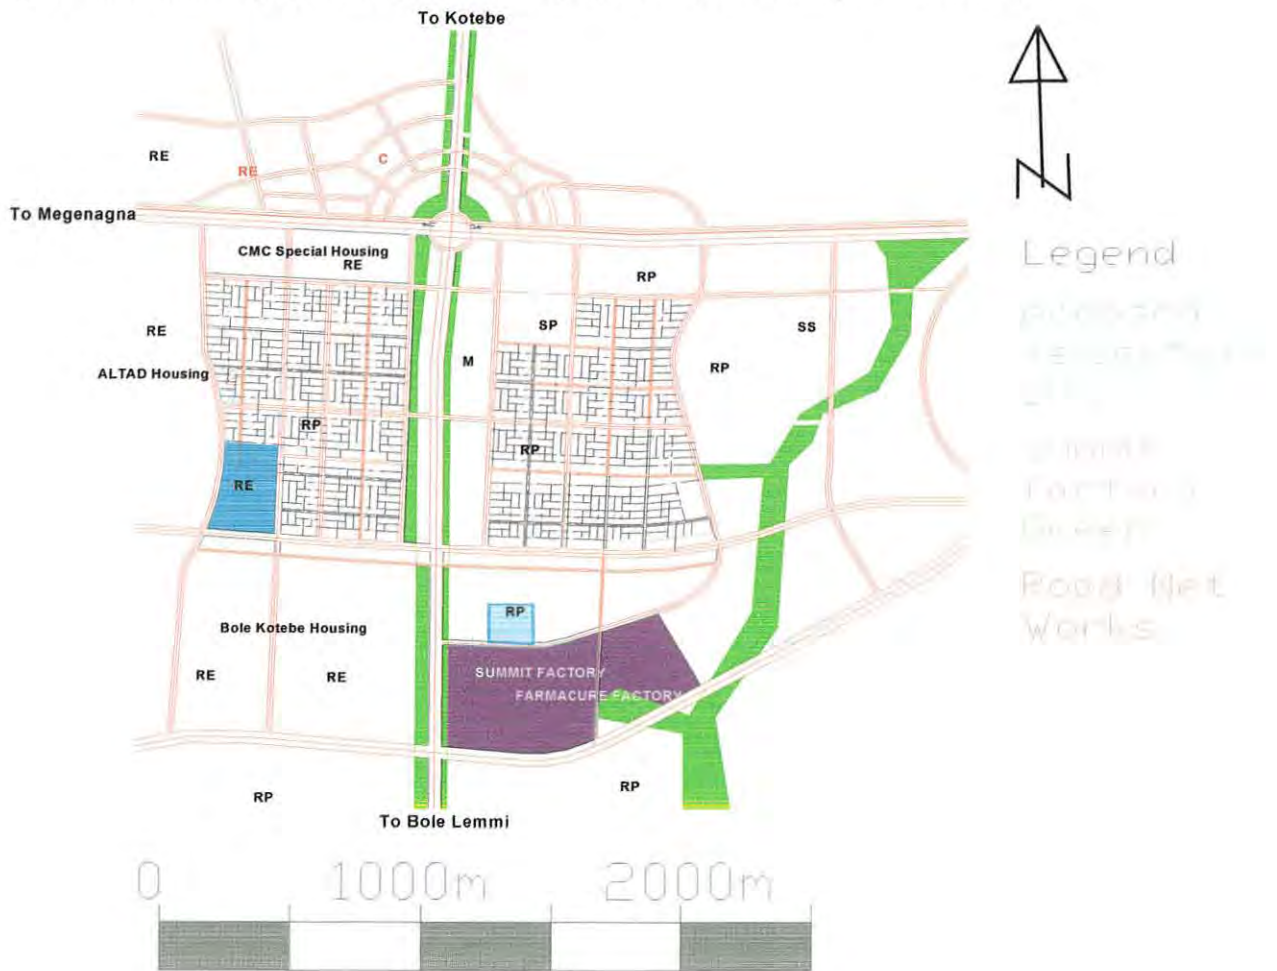 To Kotebe
RE
RE
C
To Megenagna
CMC Special Housing
RE
RP
Legend
RE
SP
SS
M
RP
ALTAD Housing
RP
RP
RE
Road Net
Works
RP
Bole Kotebe Housing
RE
RE
SUMMIT FACTORY
FARMACURE FACTORY
RP
RP
To Bole Lemmi
0 1000m 2000m